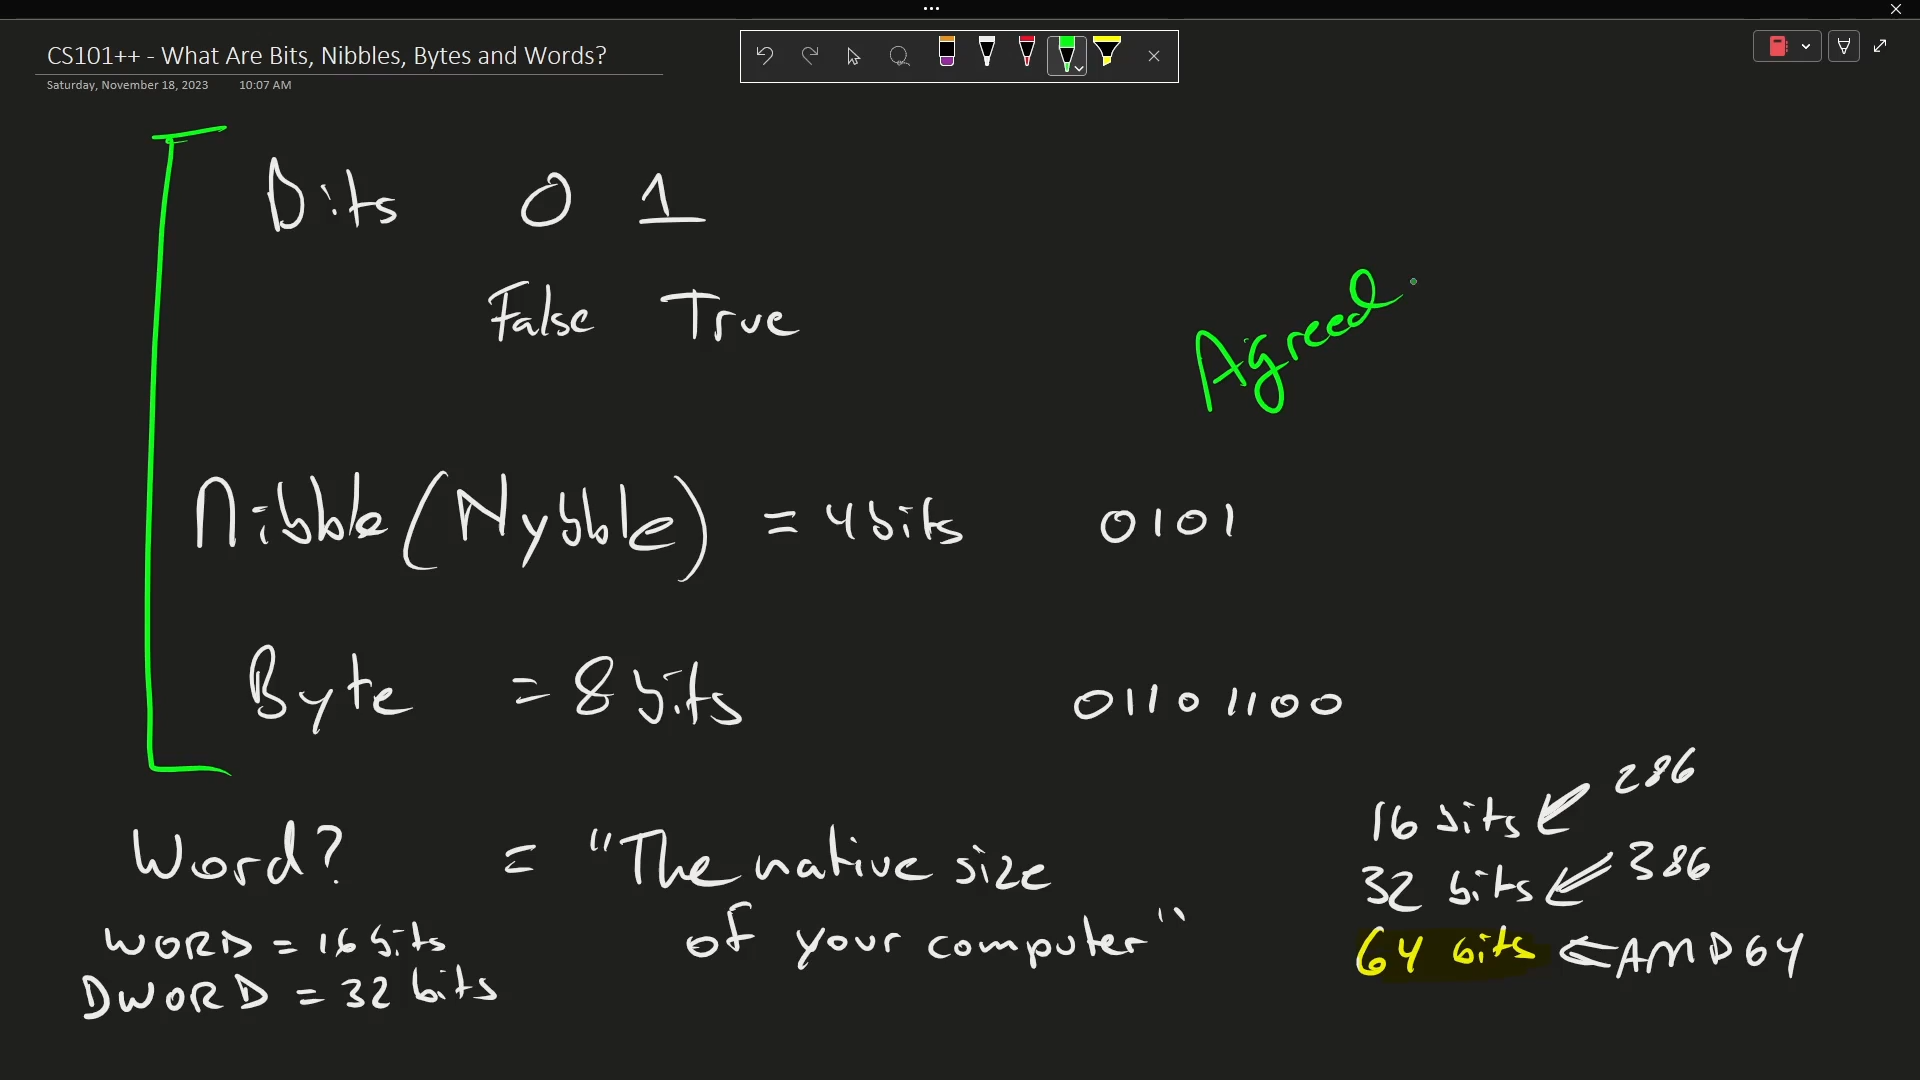 CS101++ - What Are Bits, Nibbles, Bytes and Words?
Saturday, November 18, 2023 10:07 AM
Bits 0 1
False True
Agreed.
Nibble (Nybble) = 4 bits 0101
Byte = 8 bits 0110 1100
Word? = "The native size
of your computer"
WORD = 16 bits
DWORD = 32 bits
16 bits 286
32 bits 386
64 bits AMD64